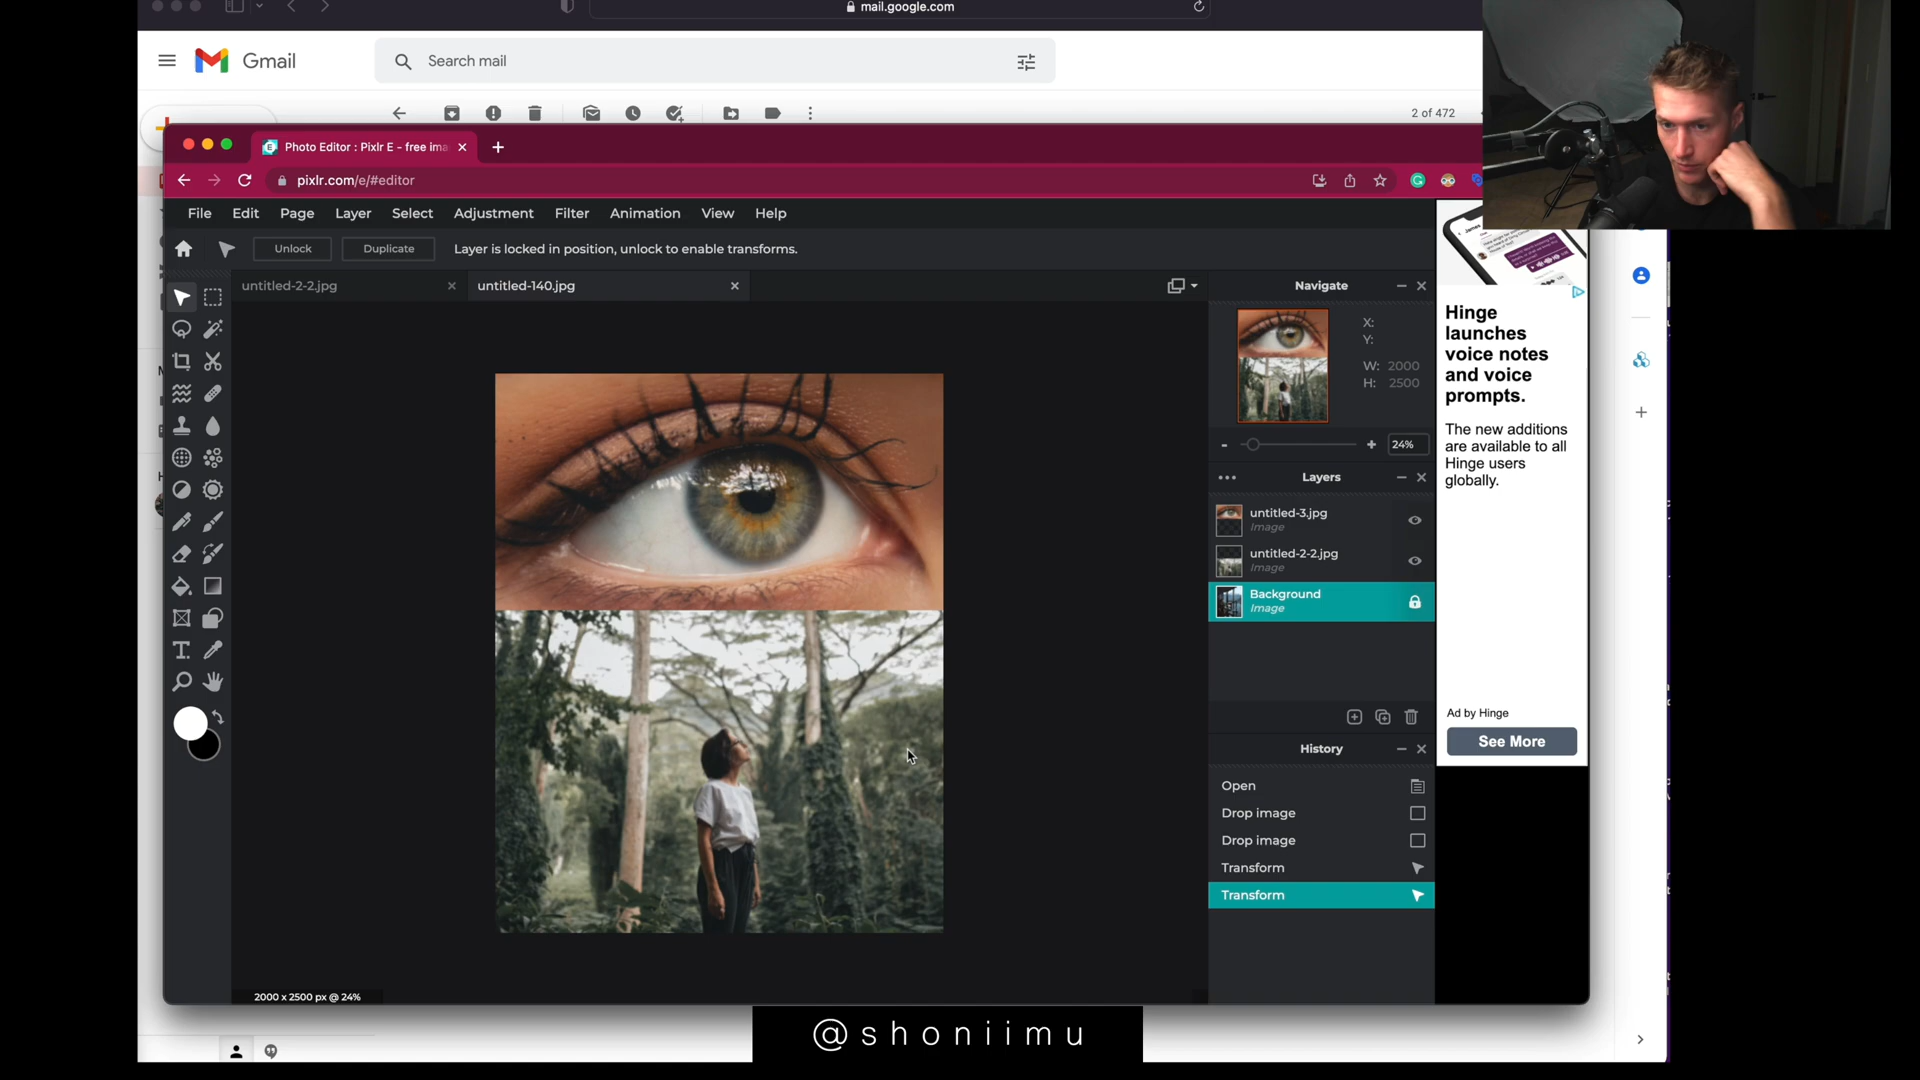 mail.google.com
Gmail
Search mail
2 of 472
Photo Editor : Pixlr E - free ima
pixlr.com/e/#editor
File Edit Page Layer Select Adjustment Filter Animation View Help
Unlock Duplicate Layer is locked in position, unlock to enable transforms.
untitled-2-2.jpg untitled-140.jpg
Navigate
X:
Y:
W: 2000
H: 2500
24%
Layers
untitled-3.jpg
Image
untitled-2-2.jpg
Image
Background
Image
History
Open
Drop image
Drop image
Transform
Transform
2000 x 2500 px @ 24%
James
Hinge
launches
voice notes
and voice
prompts.
The new additions
are available to all
Hinge users
globally.
Ad by Hinge
See More
@shoniimu